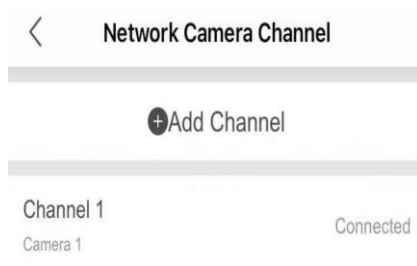 Network Camera Channel
Add Channel
Channel 1
Connected
Camera 1